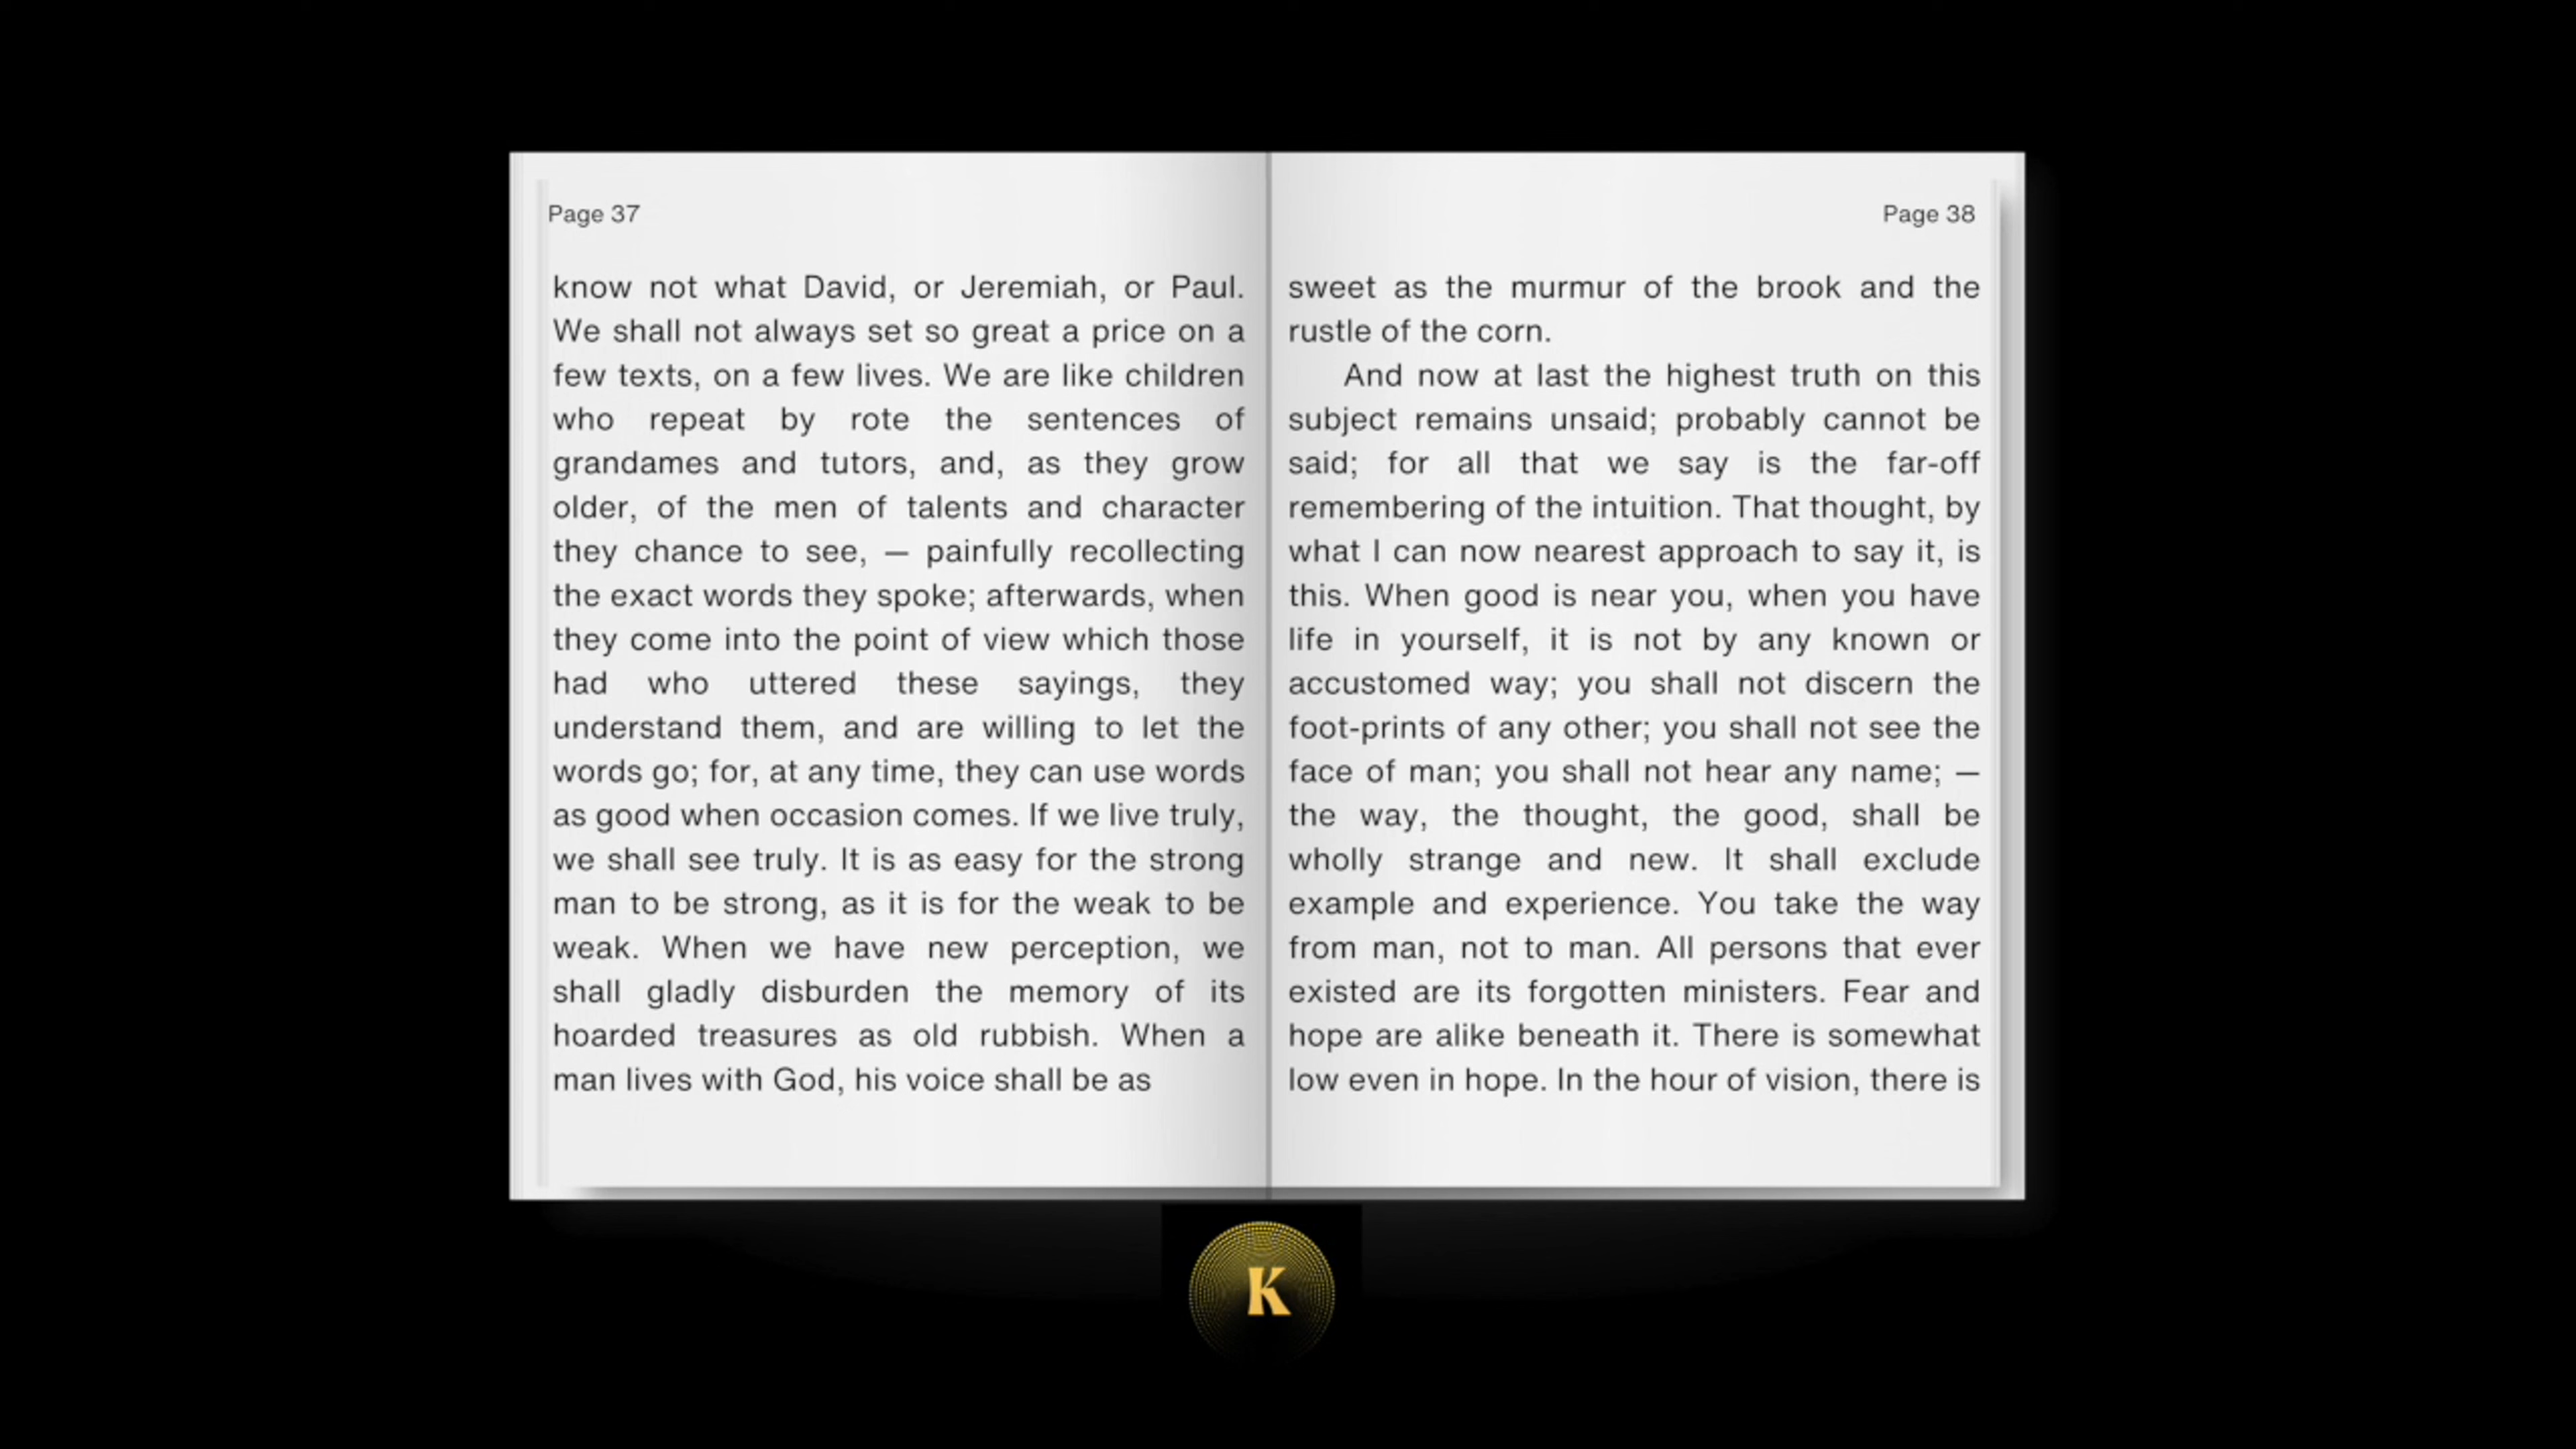 Page 37
know not what David, or Jeremiah, or Paul.
We shall not always set so great a price on a
few texts, on a few lives. We are like children
who repeat by rote the sentences of
grandames and tutors, and, as they grow
older, of the men of talents and character
they chance to see, — painfully recollecting
the exact words they spoke; afterwards, when
they come into the point of view which those
had who uttered these sayings, they
understand them, and are willing to let the
words go; for, at any time, they can use words
as good when occasion comes. If we live truly,
we shall see truly. It is as easy for the strong
man to be strong, as it is for the weak to be
weak. When we have new perception, we
shall gladly disburden the memory of its
hoarded treasures as old rubbish. When a
man lives with God, his voice shall be as
Page 38
sweet as the murmur of the brook and the
rustle of the corn.
And now at last the highest truth on this
subject remains unsaid; probably cannot be
said; for all that we say is the far-off
remembering of the intuition. That thought, by
what I can now nearest approach to say it, is
this. When good is near you, when you have
life in yourself, it is not by any known or
accustomed way; you shall not discern the
foot-prints of any other; you shall not see the
face of man; you shall not hear any name; —
the way, the thought, the good, shall be
wholly strange and new. It shall exclude
example and experience. You take the way
from man, not to man. All persons that ever
existed are its forgotten ministers. Fear and
hope are alike beneath it. There is somewhat
low even in hope. In the hour of vision, there is
K